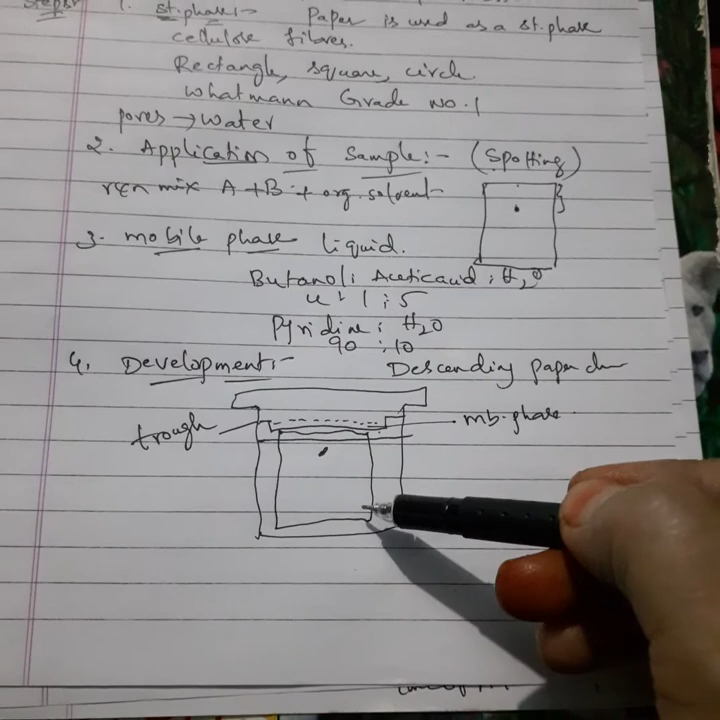 Steps:-
1. st.phase:- Paper is used as a st.phase
cellulose fibres.
Rectangle, square, circle.
Whatmann Grade No.1
pores → water
2. Application of Sample:- (Spotting)
rxn mix A + B + org. solvent
3. mobile phase liquid.
Butanol: Acetic acid : H2O
4 : 1 : 5
Pyridine : H2O
90 : 10
4. Development:- Descending paper
trough
mb.phase